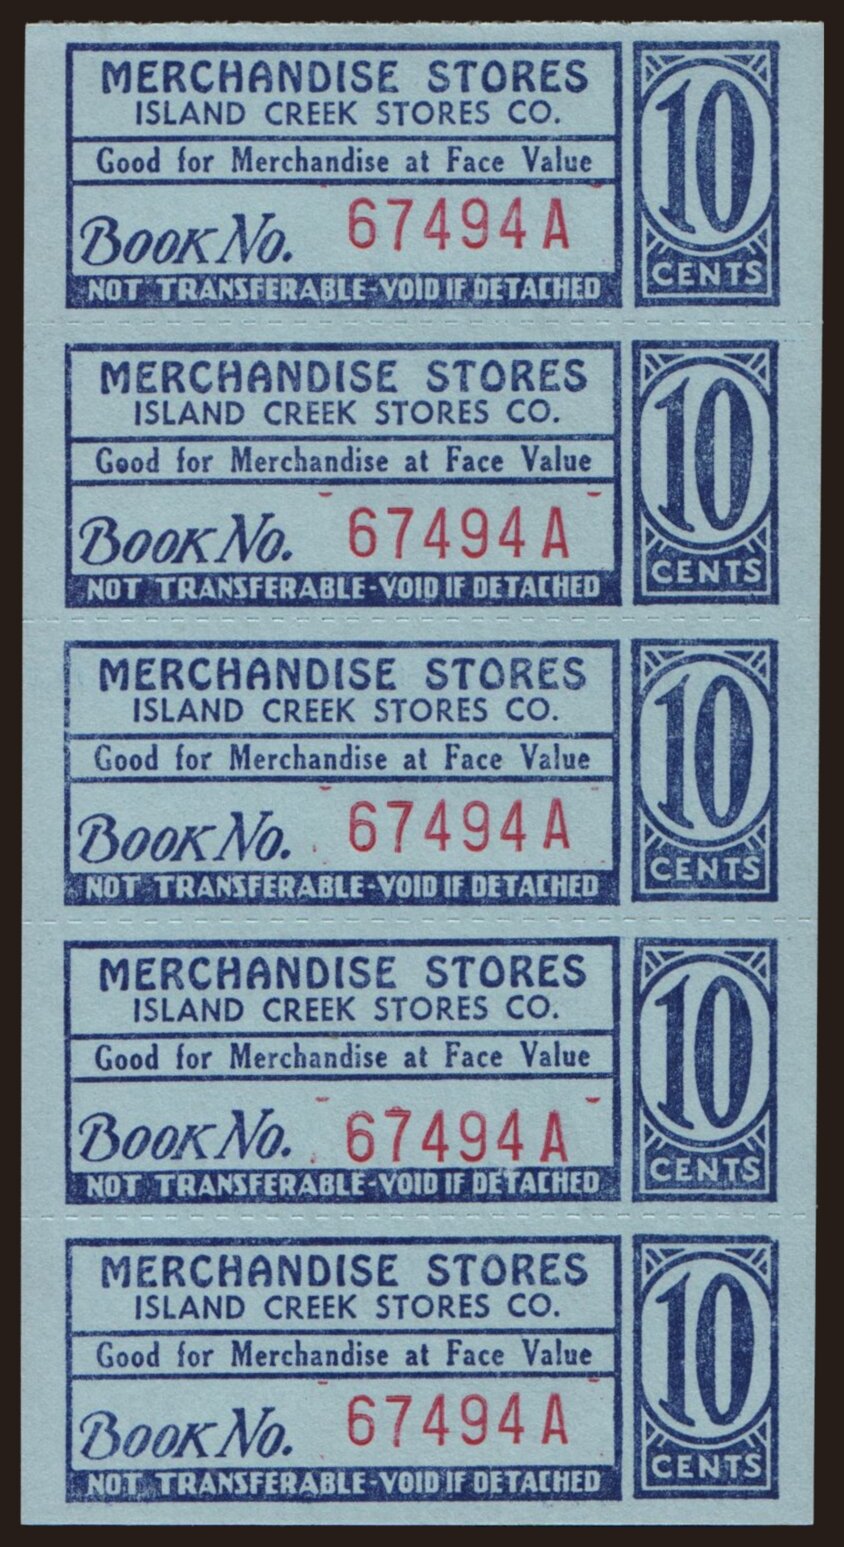 MERCHANDISE STORES
ISLAND CREEK STORES CO.
Good for Merchandise at Face Value
Book No. 67494A
NOT TRANSFERABLE-VOID IF DETACHED
10
CENTS
MERCHANDISE STORES
ISLAND CREEK STORES CO.
Good for Merchandise at Face Value
Book No. 67494A
NOT TRANSFERABLE-VOID IF DETACHED
10
CENTS
MERCHANDISE STORES
ISLAND CREEK STORES CO.
Good for Merchandise at Face Value
Book No. 67494A
NOT TRANSFERABLE-VOID IF DETACHED
10
CENTS
MERCHANDISE STORES
ISLAND CREEK STORES CO.
Good for Merchandise at Face Value
Book No. 67494A
NOT TRANSFERABLE-VOID IF DETACHED
10
CENTS
MERCHANDISE STORES
ISLAND CREEK STORES CO.
Good for Merchandise at Face Value
Book No. 67494A
NOT TRANSFERABLE-VOID IF DETACHED
10
CENTS